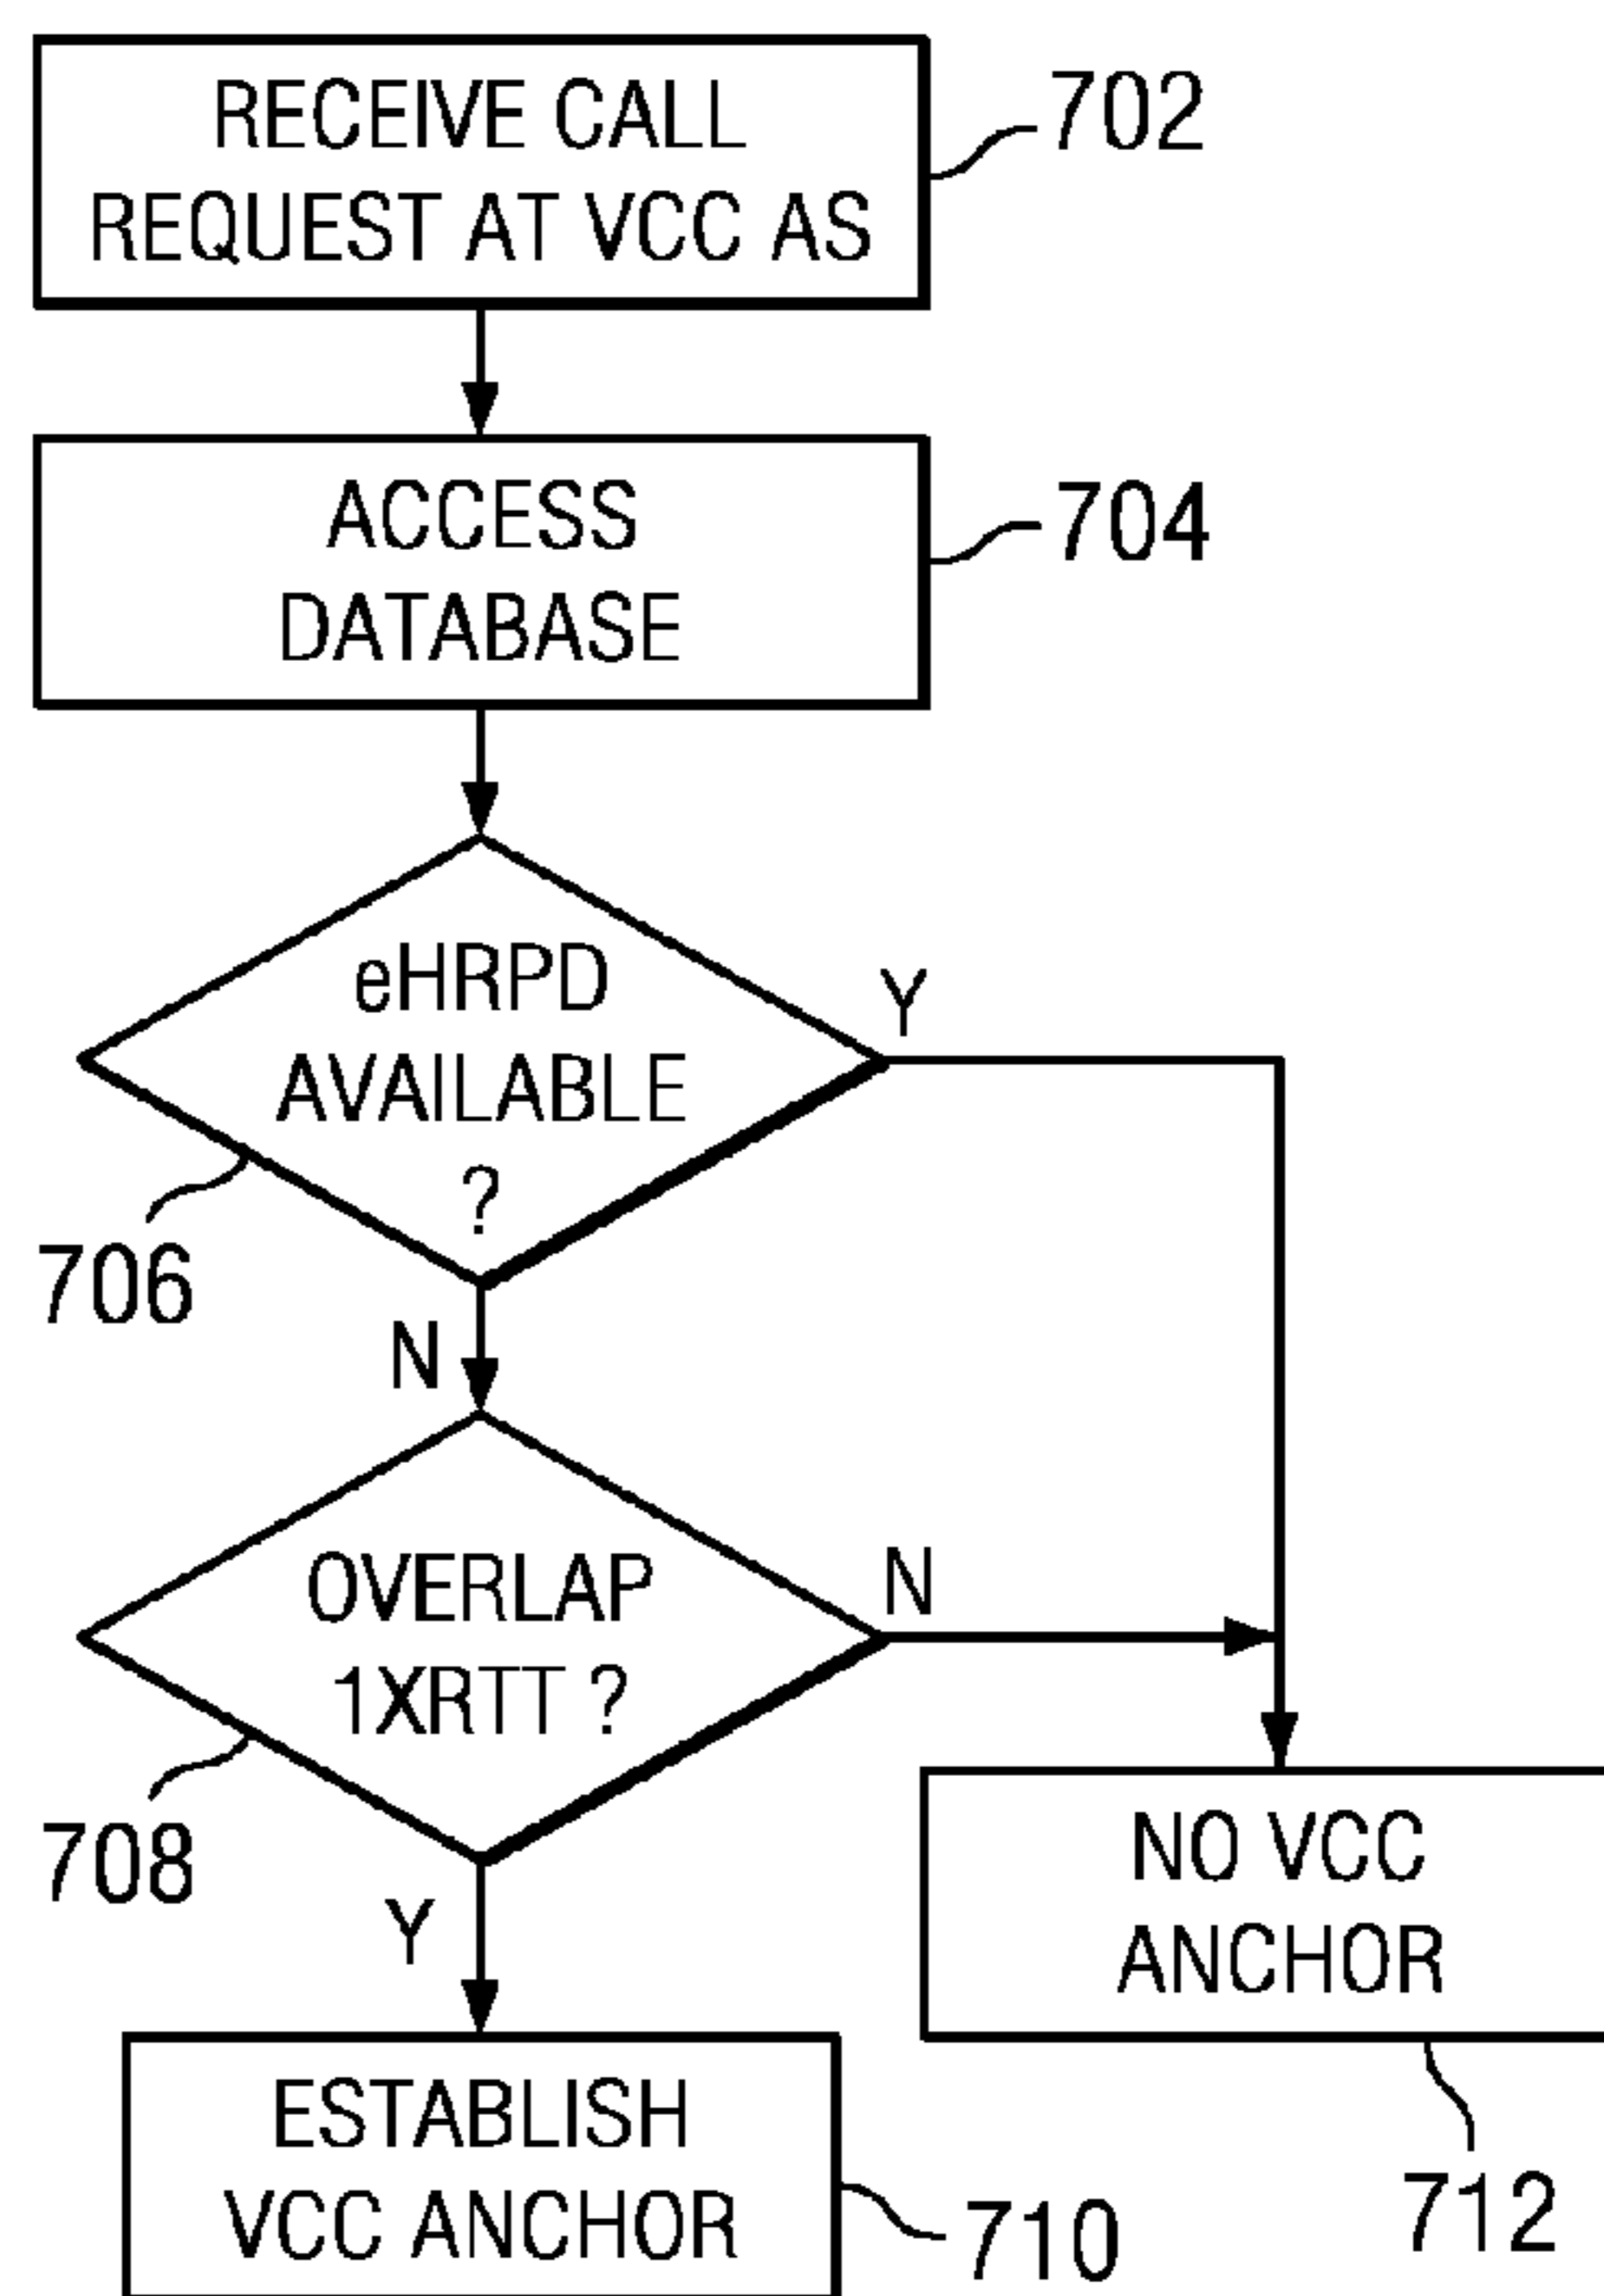 RECEIVE CALL
REQUEST AT VCC AS
702
ACCESS
DATABASE
704
eHRPD
AVAILABLE
?
Y
706
N
OVERLAP
1XRTT ?
N
708
Y
NO VCC
ANCHOR
712
ESTABLISH
VCC ANCHOR
710